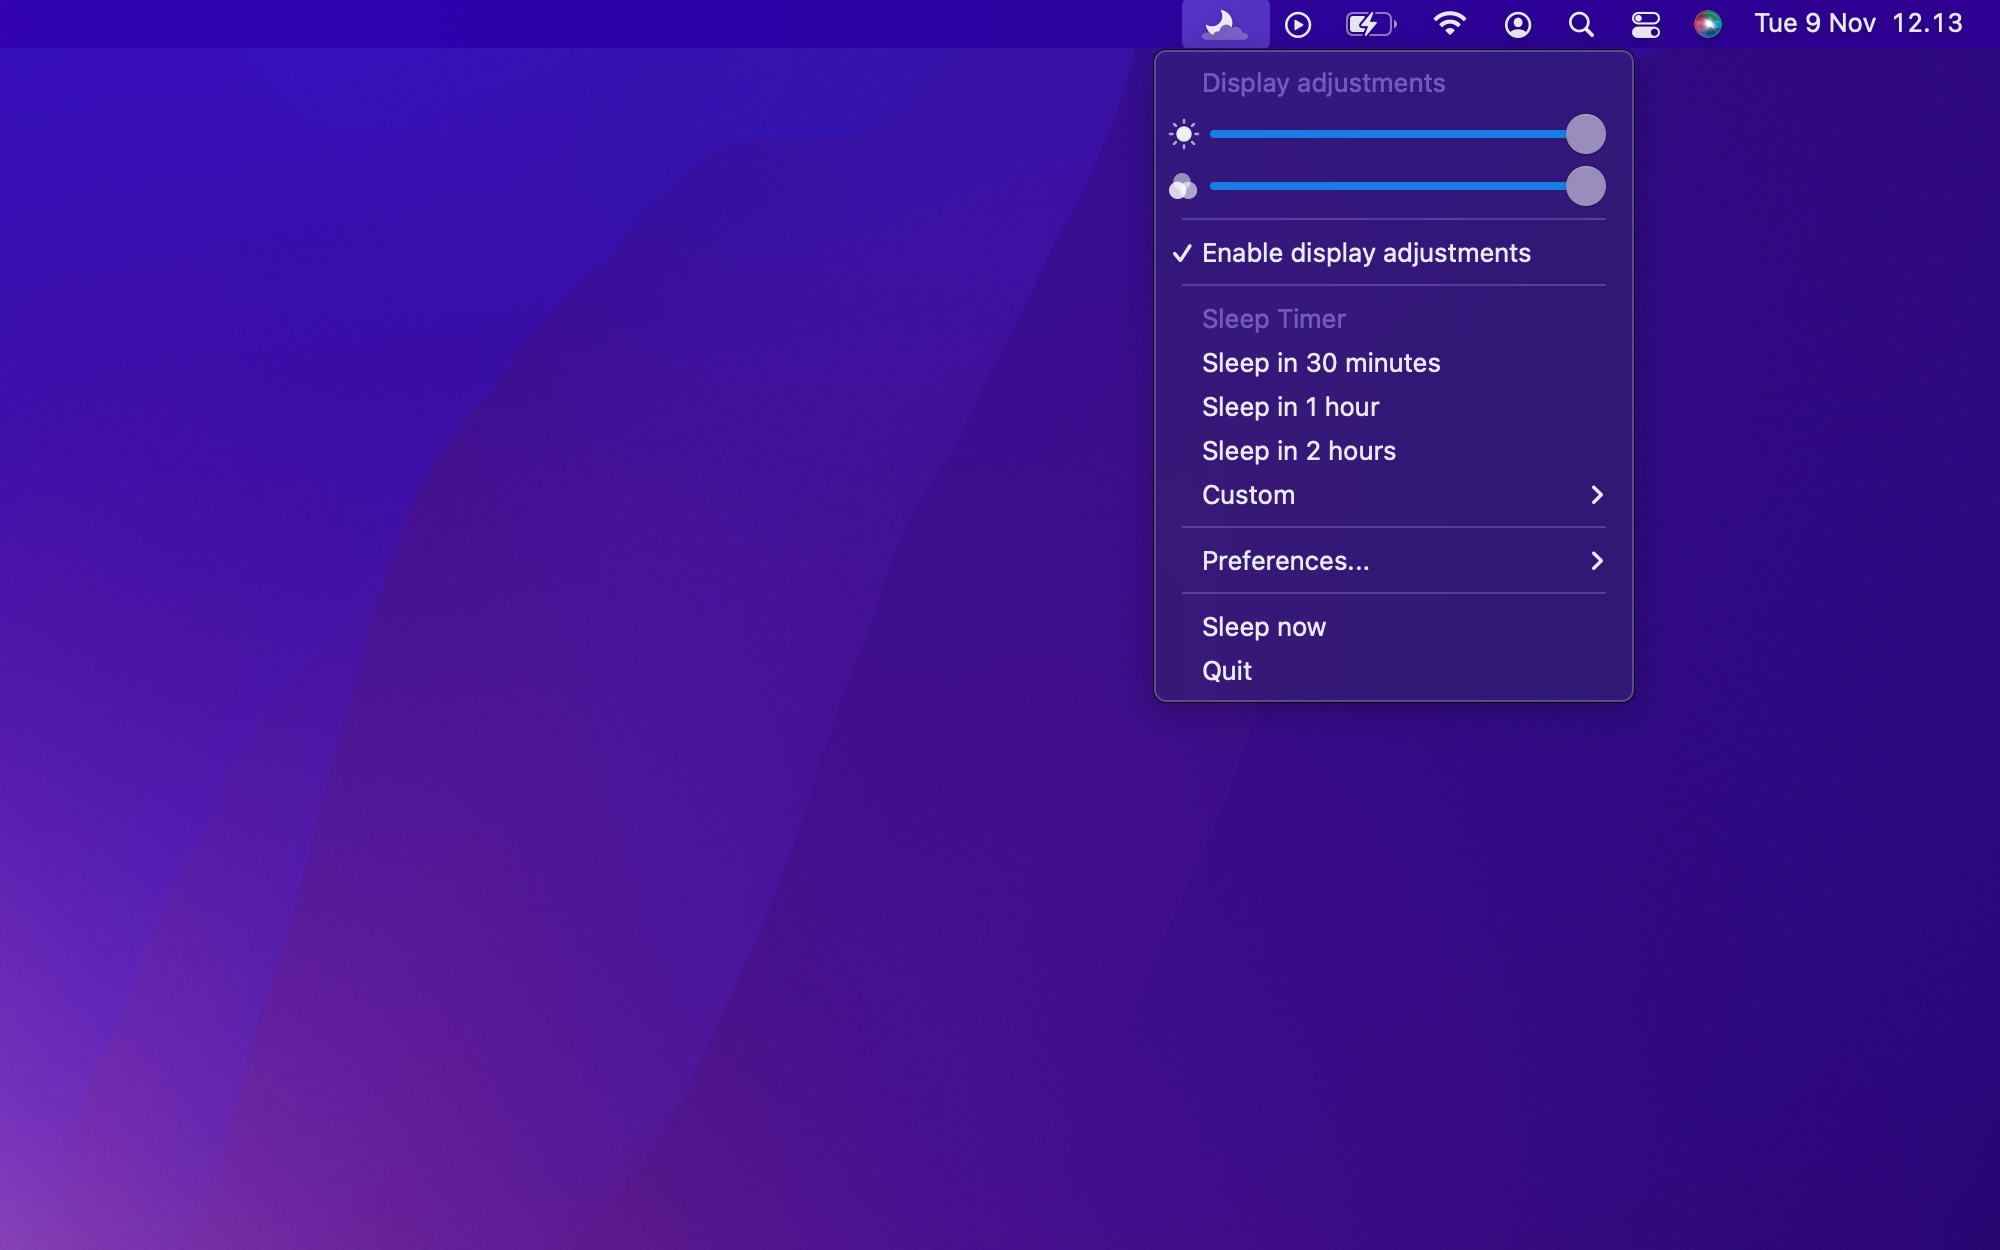 Tue 9 Nov 12.13
Display adjustments
Enable display adjustments
Sleep Timer
Sleep in 30 minutes
Sleep in 1 hour
Sleep in 2 hours
Custom
Preferences...
Sleep now
Quit